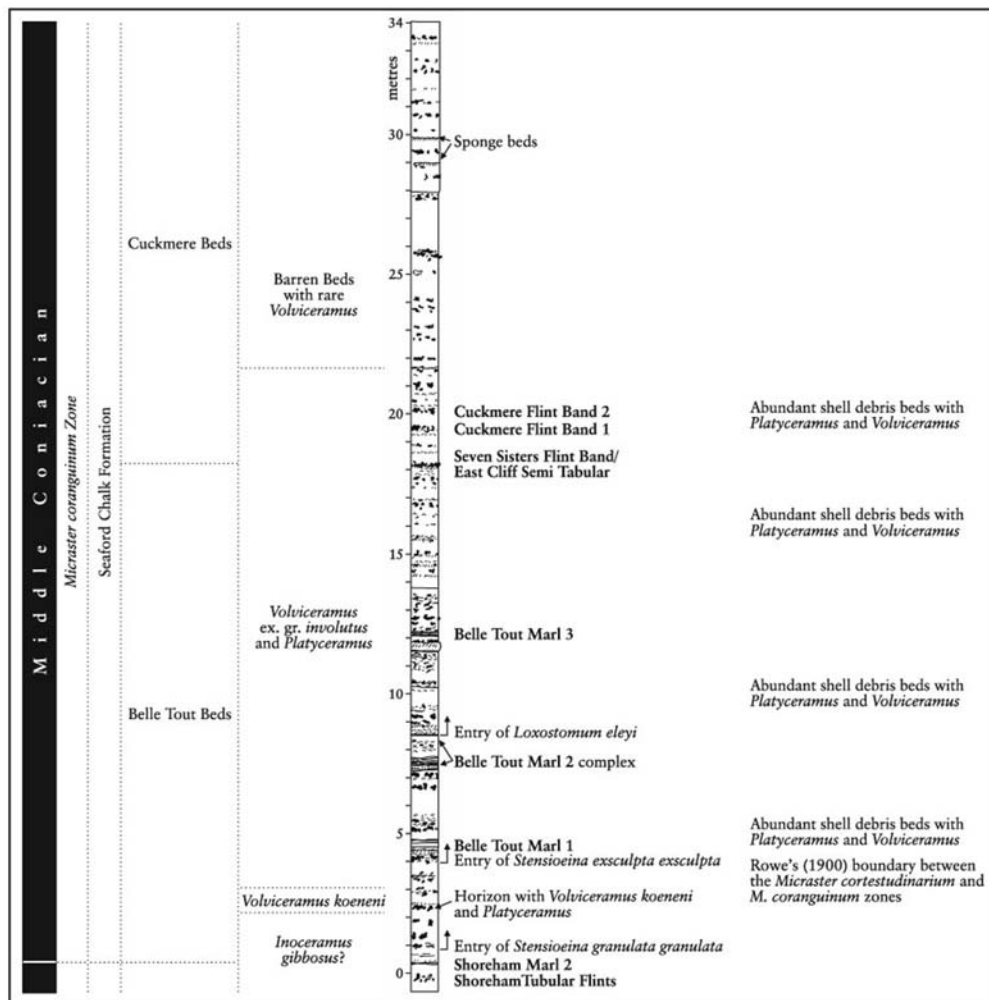 Middle Coniacian
Micraster coranguinum Zone
Seaford Chalk Formation
Cuckmere Beds
Belle Tout Beds
Barren Beds
with rare
Volviceramus
Volviceramus
ex. gr. involutus
and Platyceramus
Volviceramus koeneni
Inoceramus
gibbosus?
34
metres
30
25
20
15
10
5
0
Sponge beds
Cuckmere Flint Band 2
Cuckmere Flint Band 1
Seven Sisters Flint Band/
East Cliff Semi Tabular
Belle Tout Marl 3
Entry of Loxostomum eleyi
Belle Tout Marl 2 complex
Belle Tout Marl 1
Entry of Stensioeina exsculpta exsculpta
Horizon with Volviceramus koeneni
and Platyceramus
Entry of Stensioeina granulata granulata
Shoreham Marl 2
ShorehamTubular Flints
Abundant shell debris beds with
Platyceramus and Volviceramus
Abundant shell debris beds with
Platyceramus and Volviceramus
Abundant shell debris beds with
Platyceramus and Volviceramus
Abundant shell debris beds with
Platyceramus and Volviceramus
Rowe's (1900) boundary between
the Micraster cortestudinarium and
M. coranguinum zones